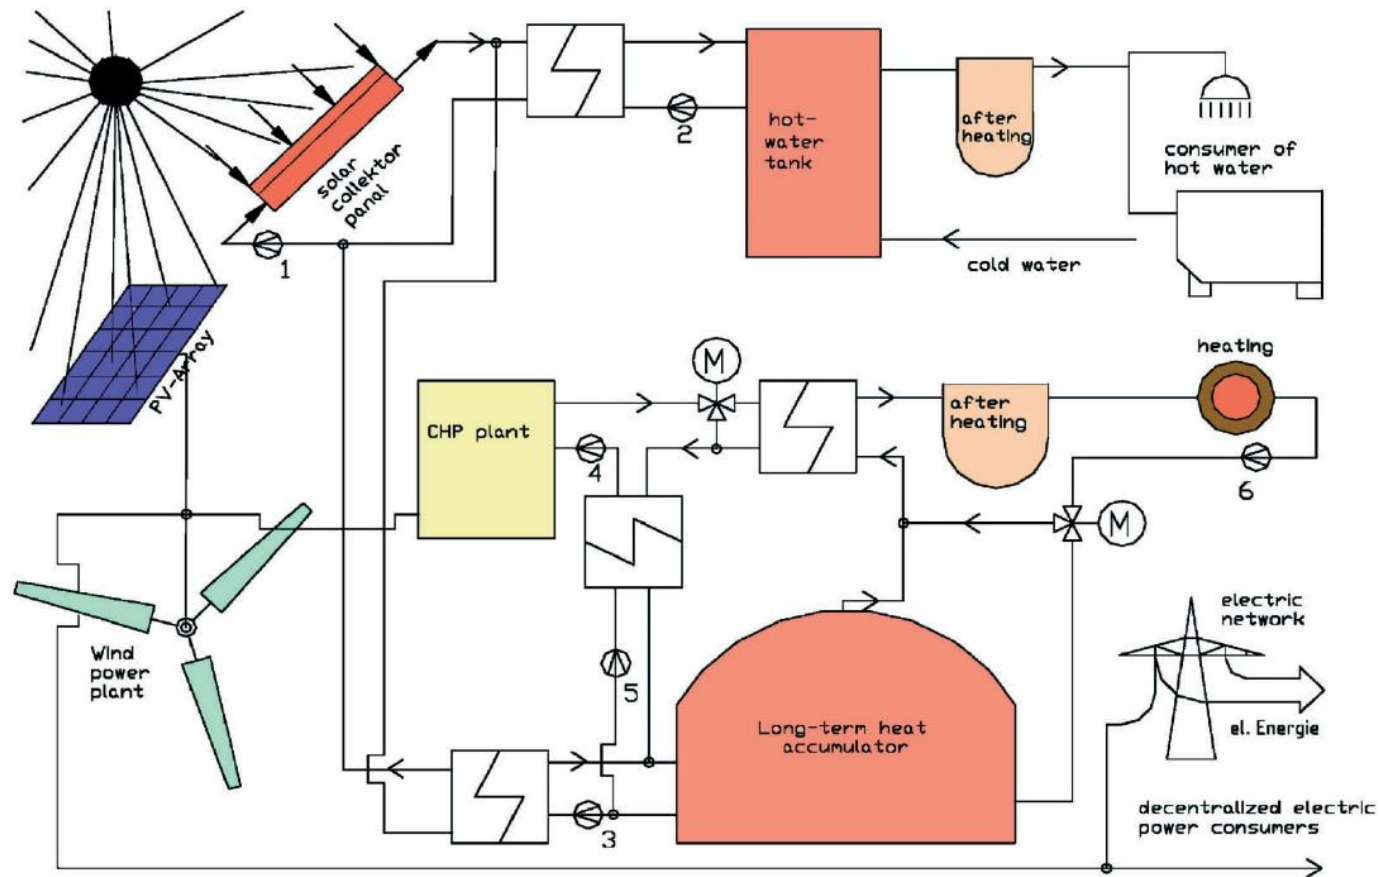 solar
collektor
panal
1
2
hot-
water
tank
after
heating
consumer of
hot water
cold water
PV-Array
M
heating
CHP plant
4
after
heating
6
M
Wind
power
plant
5
electric
network
el. Energie
Long-term heat
accumulator
3
decentralized electric
power consumers